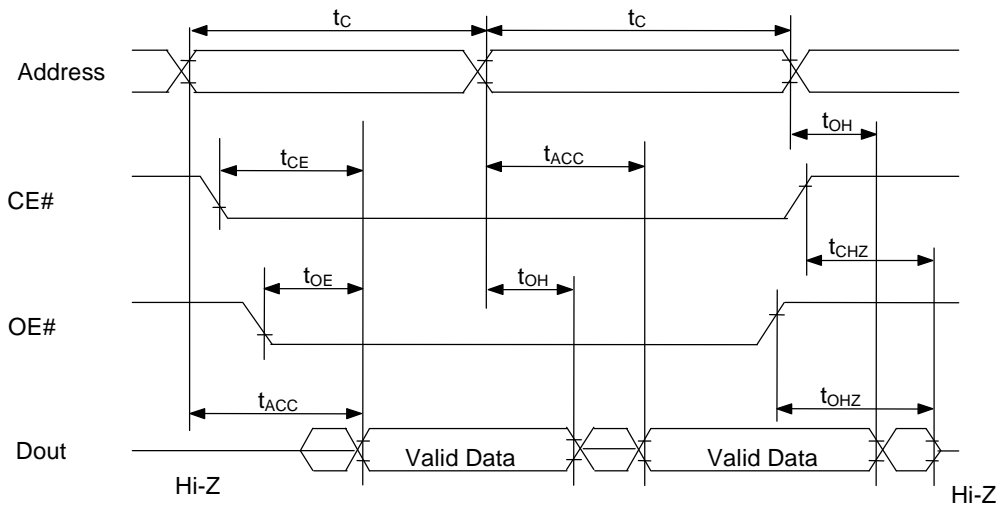 tC
tC
Address
tOH
tCE
tACC
CE#
tCHZ
tOE
tOH
OE#
tACC
tOHZ
Dout
Valid Data
Valid Data
Hi-Z
Hi-Z